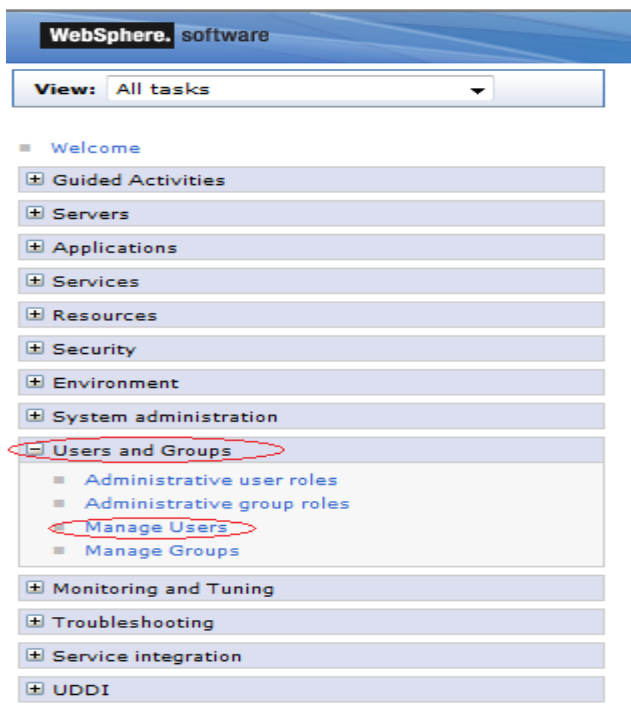 WebSphere. software
View: All tasks
Welcome
Guided Activities
Servers
Applications
Services
Resources
Security
Environment
System administration
Users and Groups
Administrative user roles
Administrative group roles
Manage Users
Manage Groups
Monitoring and Tuning
Troubleshooting
Service integration
UDDI